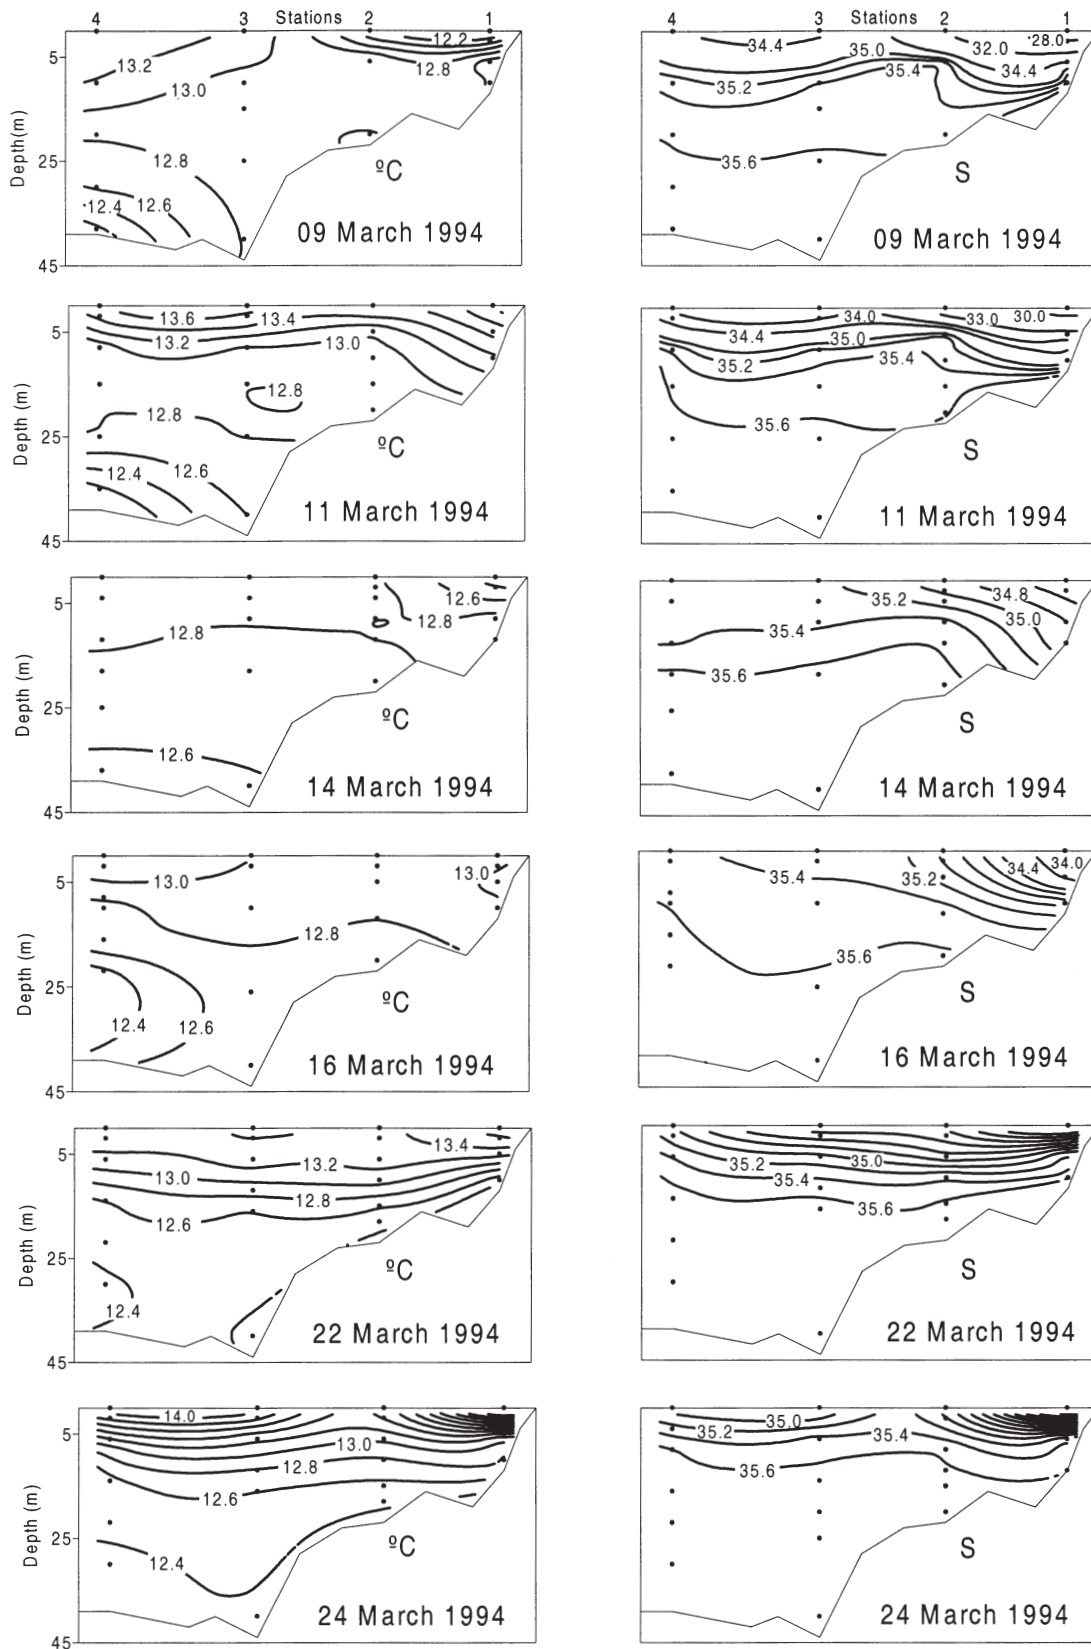 4 3 Stations 2 1
5
25
45
Depth(m)
12.2
13.2
12.8
13.0
12.8
12.4
12.6
ºC
09 March 1994
4 3 Stations 2 1
34.4
35.0
32.0
28.0
35.4
34.4
35.2
35.6
S
09 March 1994
5
25
45
Depth (m)
13.6
13.4
13.2
13.0
12.8
12.8
12.6
12.4
ºC
11 March 1994
34.0
33.0
30.0
34.4
35.0
35.2
35.4
35.6
S
11 March 1994
5
25
45
Depth (m)
12.6
12.8
12.8
12.6
ºC
14 March 1994
34.8
35.2
35.0
35.4
35.6
S
14 March 1994
5
25
45
Depth (m)
13.0
13.0
12.8
12.4
12.6
ºC
16 March 1994
35.4
35.2
34.4
34.0
35.6
S
16 March 1994
5
25
45
Depth (m)
13.4
13.2
13.0
12.8
12.6
12.4
ºC
22 March 1994
35.2
35.0
35.4
35.6
S
22 March 1994
5
25
45
Depth (m)
14.0
13.0
12.8
12.6
12.4
ºC
24 March 1994
35.0
35.2
35.4
35.6
S
24 March 1994